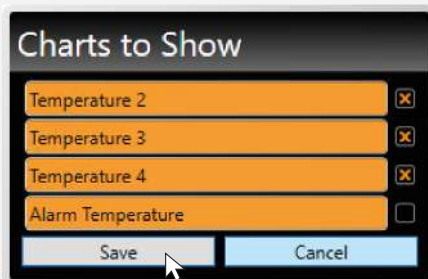 Charts to Show
Temperature 2
Temperature 3
Temperature 4
Alarm Temperature
Save Cancel